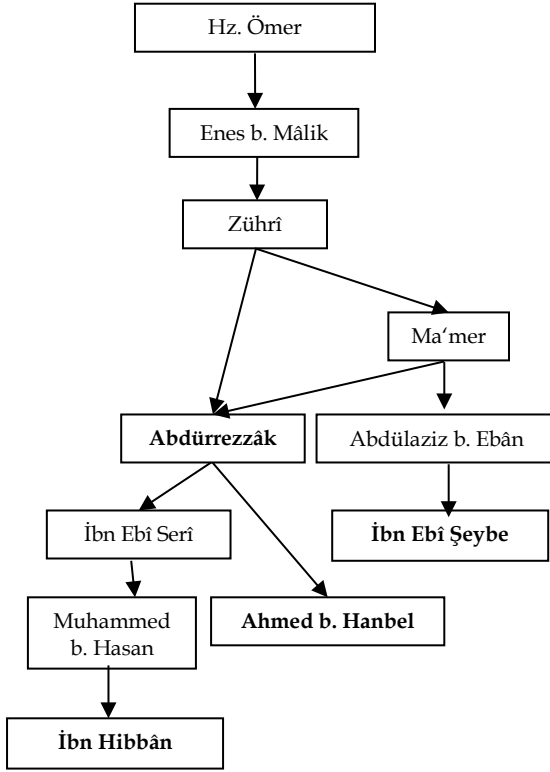 Hz. Ömer
Enes b. Mâlik
Zührî
Ma‘mer
Abdürrezzâk
Abdülaziz b. Ebân
İbn Ebî Serî
İbn Ebî Şeybe
Muhammed
b. Hasan
Ahmed b. Hanbel
İbn Hibbân